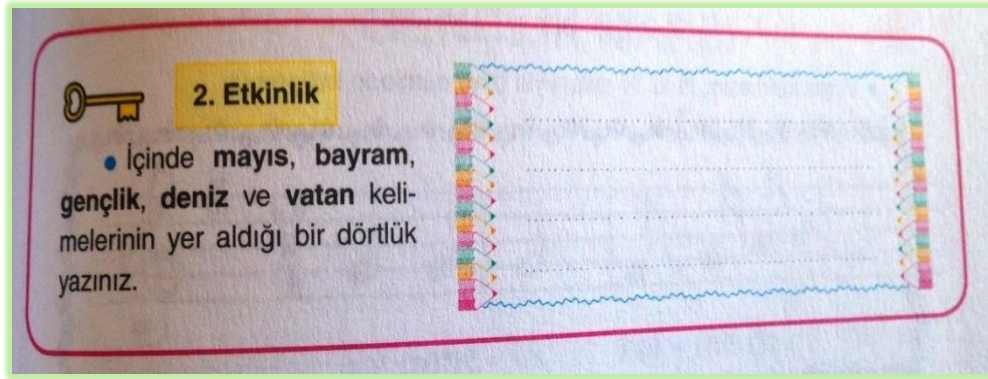 2. Etkinlik
• İçinde mayıs, bayram,
gençlik, deniz ve vatan keli-
melerinin yer aldığı bir dörtlük
yazınız.